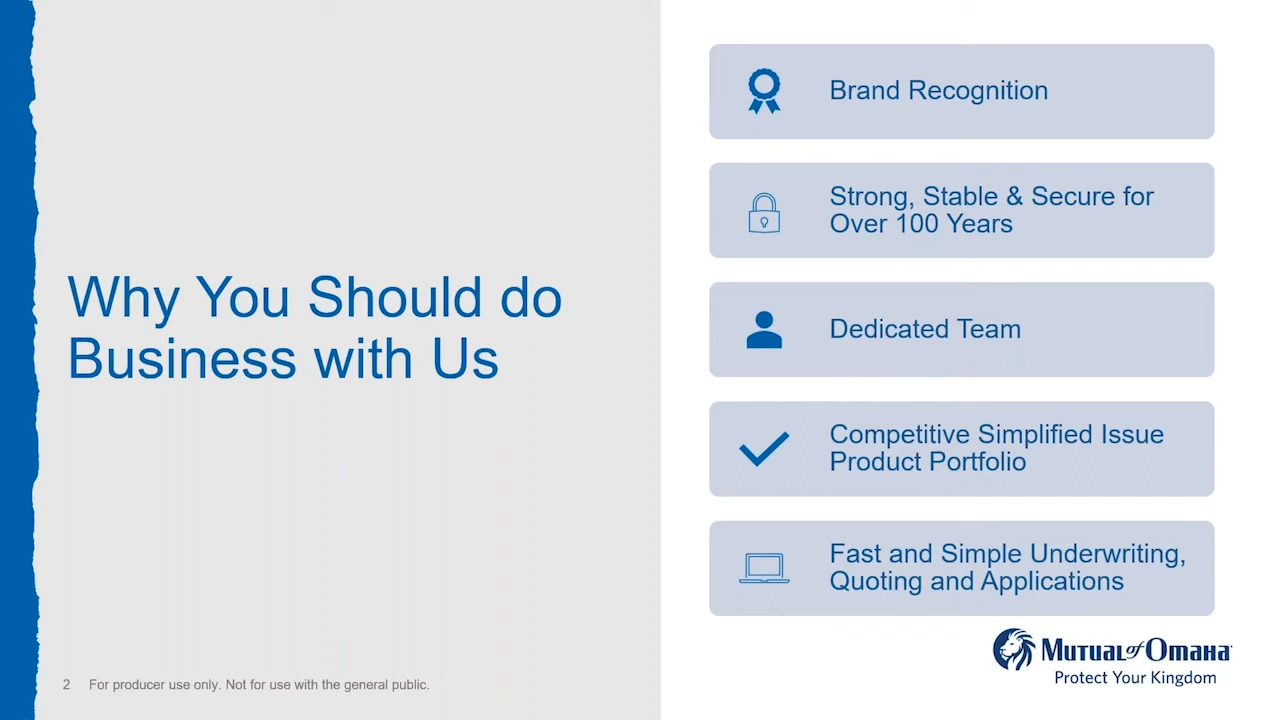 Why You Should do
Business with Us
Brand Recognition
Strong, Stable & Secure for
Over 100 Years
Dedicated Team
Competitive Simplified Issue
Product Portfolio
Fast and Simple Underwriting,
Quoting and Applications
2 For producer use only. Not for use with the general public.
Mutual of Omaha
Protect Your Kingdom